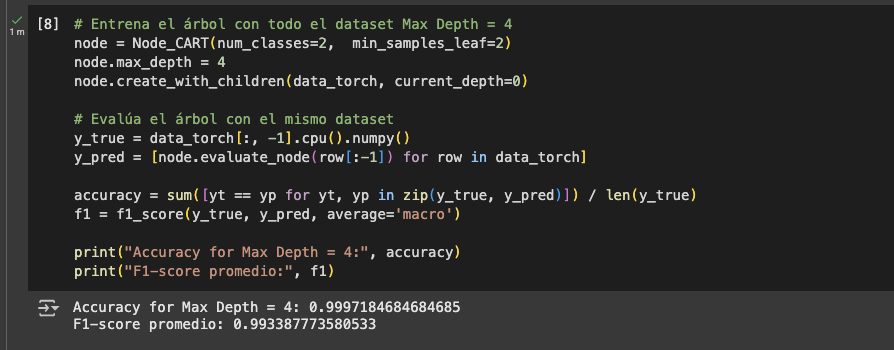 [8] # Entrena el árbol con todo el dataset Max Depth = 4
node = Node_CART(num_classes=2,  min_samples_leaf=2)
node.max_depth = 4
node.create_with_children(data_torch, current_depth=0)
# Evalúa el árbol con el mismo dataset
y_true = data_torch[:, -1].cpu().numpy()
y_pred = [node.evaluate_node(row[:-1]) for row in data_torch]
accuracy = sum([yt == yp for yt, yp in zip(y_true, y_pred)]) / len(y_true)
f1 = f1_score(y_true, y_pred, average='macro')
print("Accuracy for Max Depth = 4:", accuracy)
print("F1-score promedio:", f1)
1 m
Accuracy for Max Depth = 4: 0.9997184684684685
F1-score promedio: 0.993387773580533